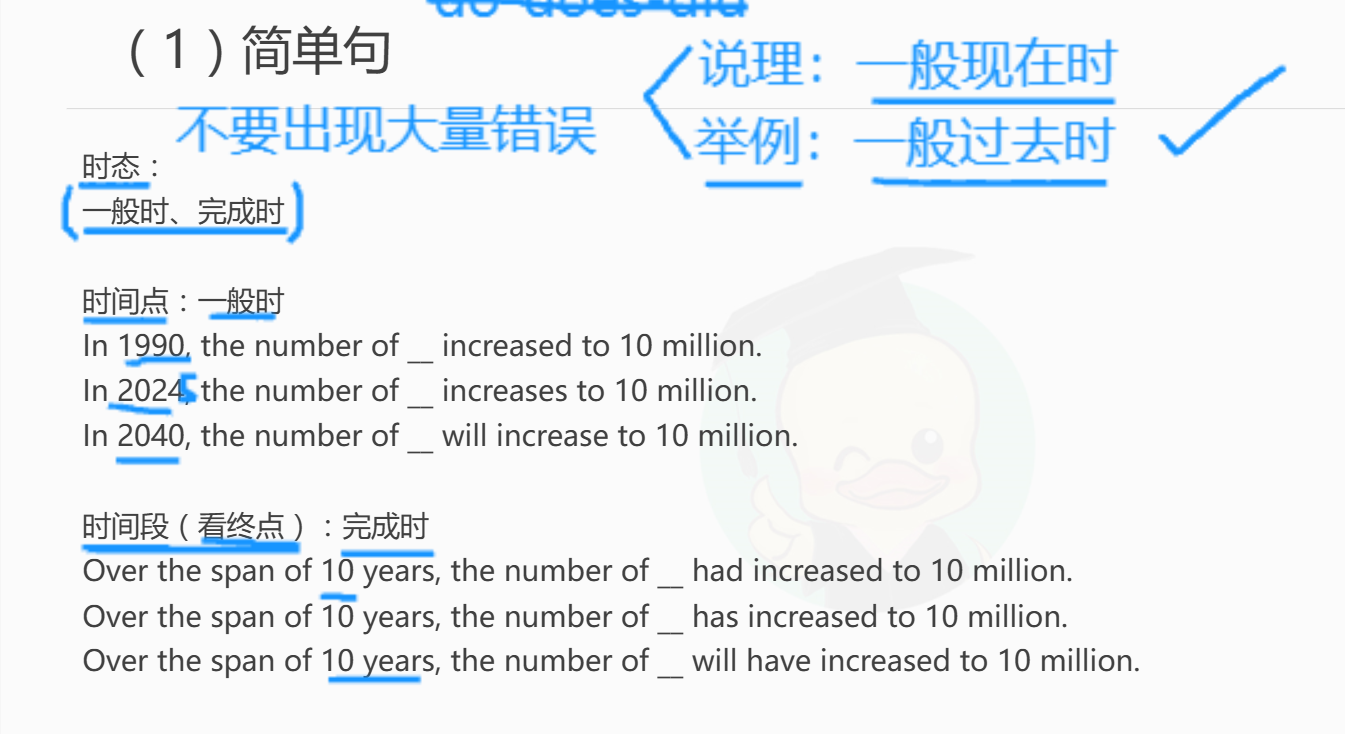 do does did
（1）简单句
说理：一般现在时
不要出现大量错误
举例：一般过去时
时态：
一般时、完成时
时间点：一般时
In 1990, the number of __ increased to 10 million.
In 2024, 5 the number of __ increases to 10 million.
In 2040, the number of __ will increase to 10 million.
时间段（看终点）：完成时
Over the span of 10 years, the number of __ had increased to 10 million.
Over the span of 10 years, the number of __ has increased to 10 million.
Over the span of 10 years, the number of __ will have increased to 10 million.